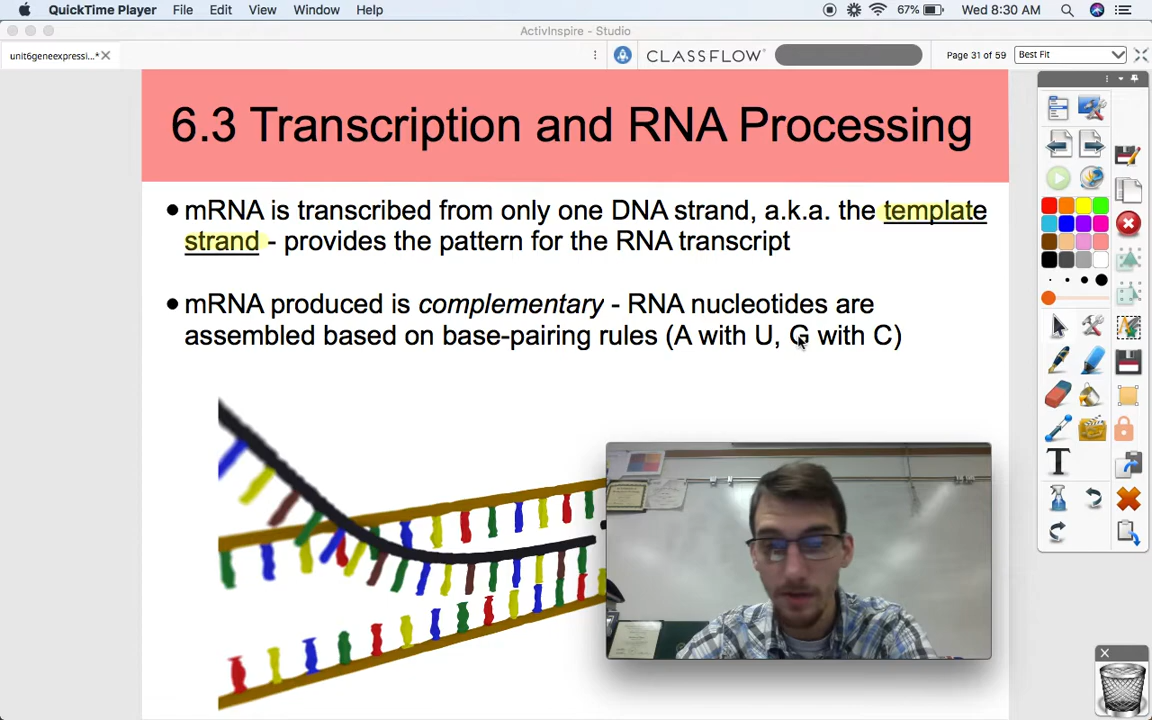 QuickTime Player File Edit View Window Help 67% Wed 8:30 AM
ActivInspire - Studio
unit6geneexpressi...* CLASSFLOW Page 31 of 59 Best Fit
6.3 Transcription and RNA Processing
• mRNA is transcribed from only one DNA strand, a.k.a. the template
strand - provides the pattern for the RNA transcript
• mRNA produced is complementary - RNA nucleotides are
assembled based on base-pairing rules (A with U, G with C)